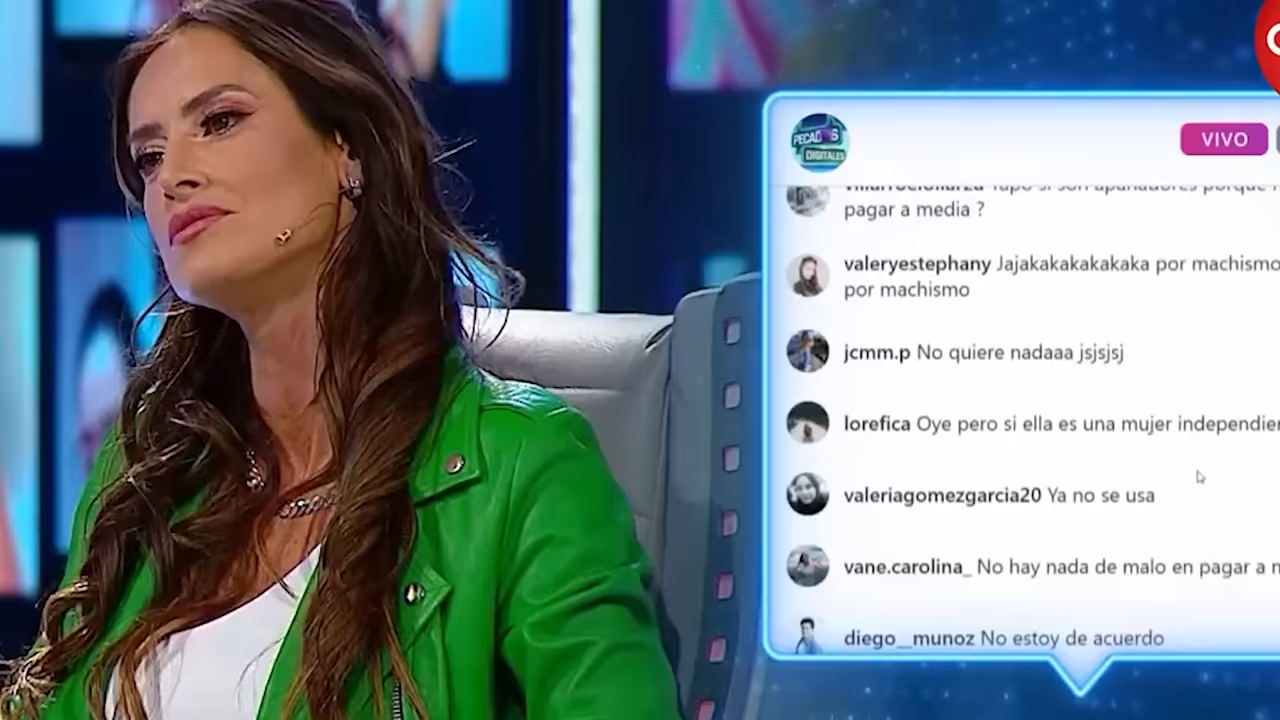 PECADOS
DIGITALES
VIVO
pagar a media ?
valeryestephany Jajakakakakakaka por machismo
por machismo
jcmm.p No quiere nadaaa jsjsjsj
lorefica Oye pero si ella es una mujer
valeriagomezgarcia20 Ya no se usa
vane.carolina_ No hay nada de malo en pagar a
diego__munoz No estoy de acuerdo